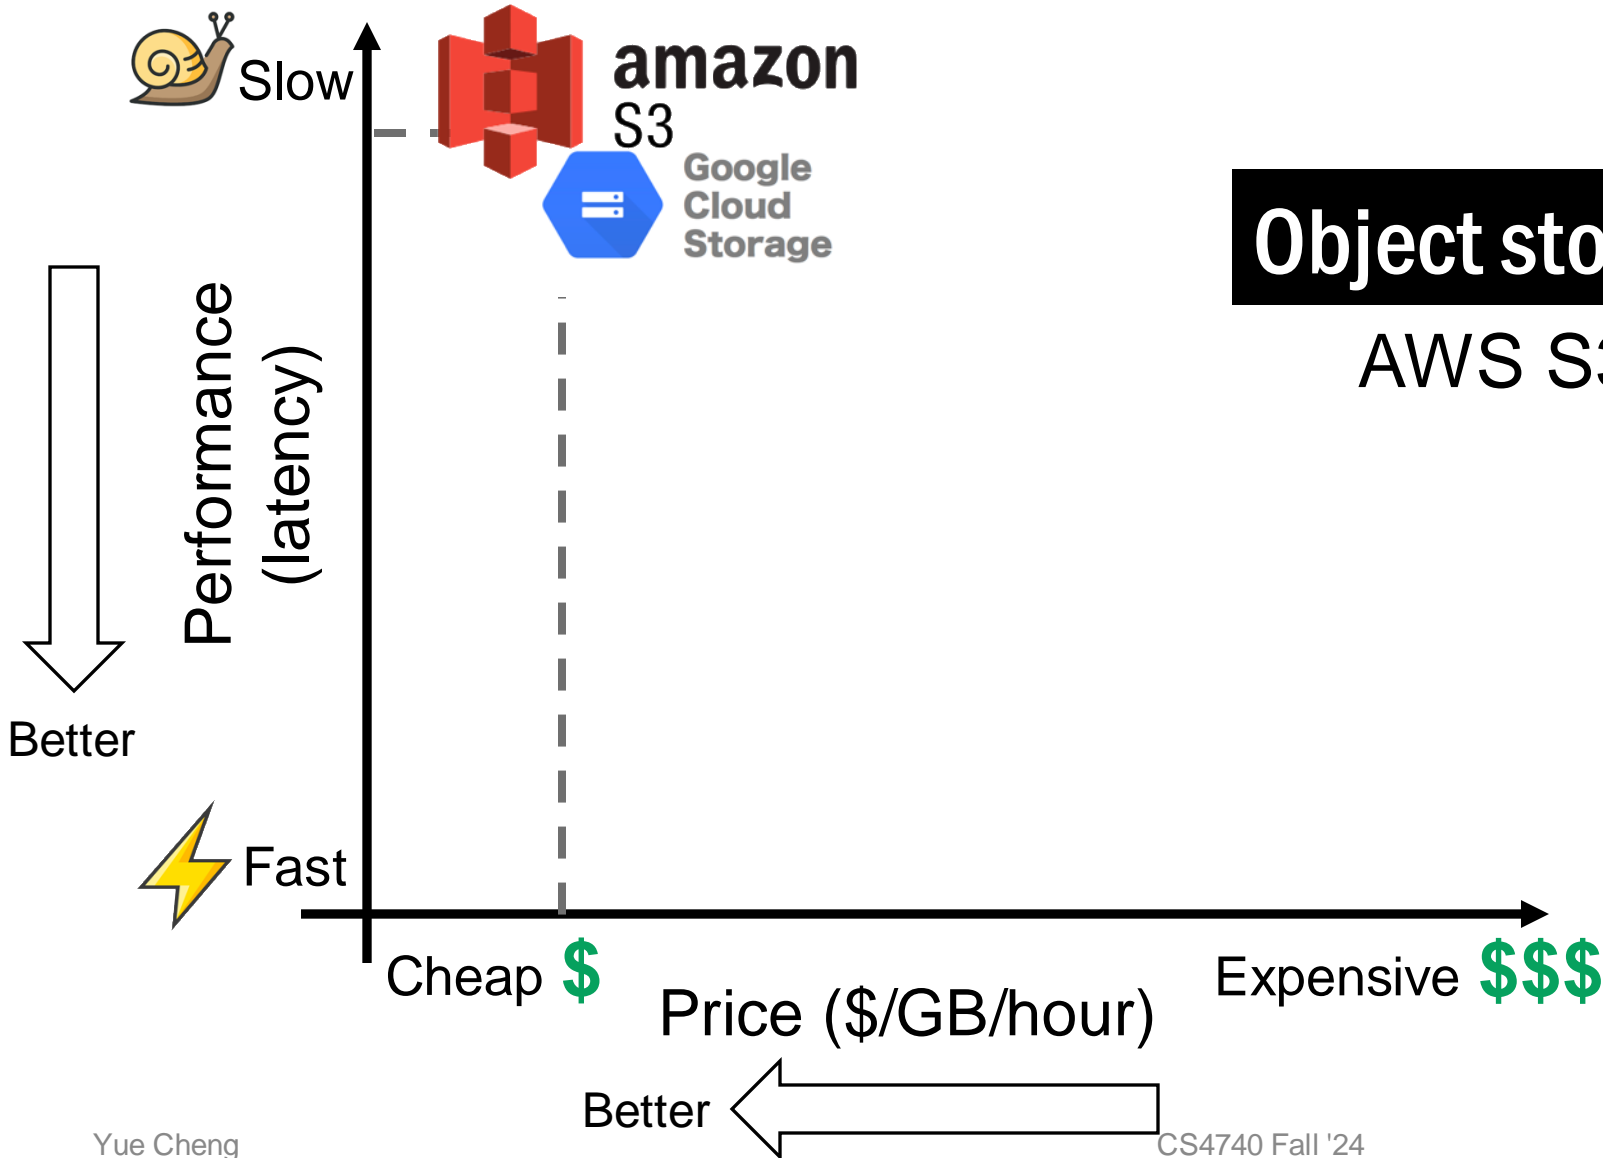 Slow
amazon
S3
Google
Cloud
Storage
Object sto
AWS S3
Performance
(latency)
Better
Fast
Cheap $
Expensive $$$
Price ($/GB/hour)
Better
Yue Cheng
CS4740 Fall '24